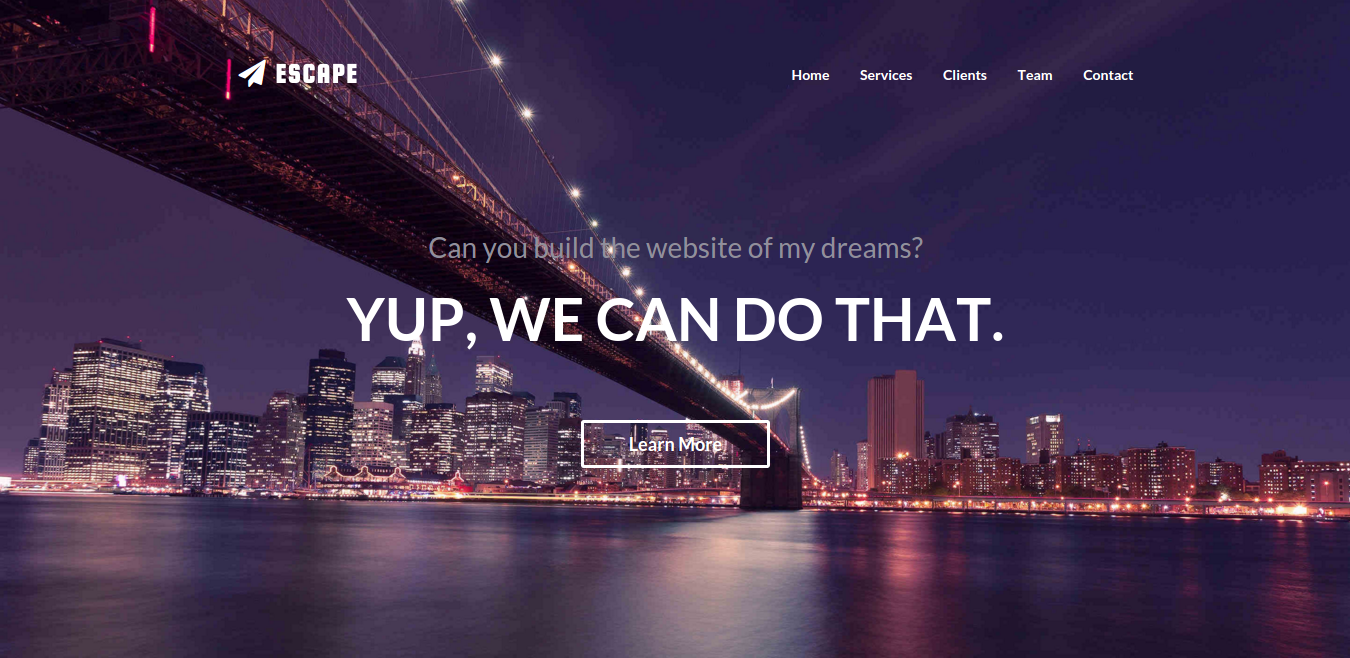 ESCAPE
Home Services Clients Team Contact
Can you build the website of my dreams?
YUP, WE CAN DO THAT.
Learn More